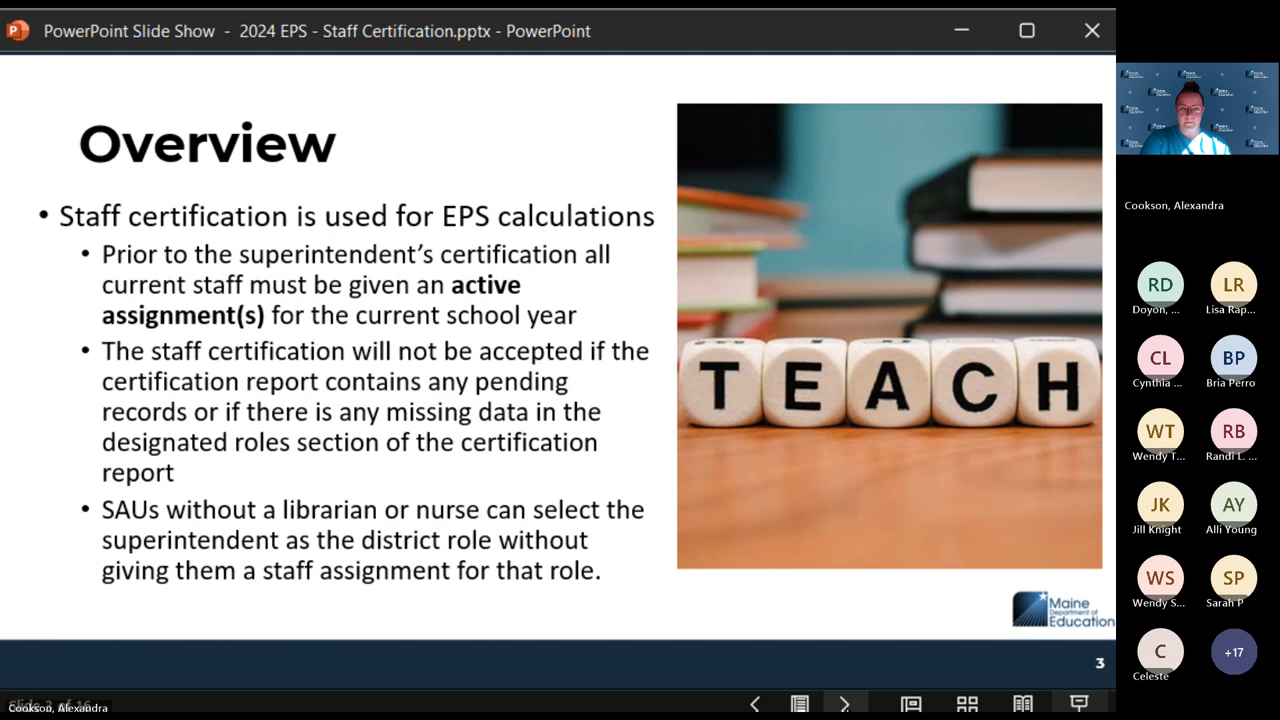 PowerPoint Slide Show - 2024 EPS - Staff Certification.pptx - PowerPoint
Overview
• Staff certification is used for EPS calculations
• Prior to the superintendent's certification all
current staff must be given an active
assignment(s) for the current school year
• The staff certification will not be accepted if the
certification report contains any pending
records or if there is any missing data in the
designated roles section of the certification
report
• SAUs without a librarian or nurse can select the
superintendent as the district role without
giving them a staff assignment for that role.
TEACH
Maine
Department of
Education
3
Cookson, Alexandra
Cookson, Alexandra
RD
LR
Doyon, ...
Lisa Rap...
CL
BP
Cynthia ...
Bria Perro
WT
RB
Wendy T...
Randi L. ...
JK
AY
Jill Knight
Alli Young
WS
SP
Wendy S...
Sarah P
C
+17
Celeste